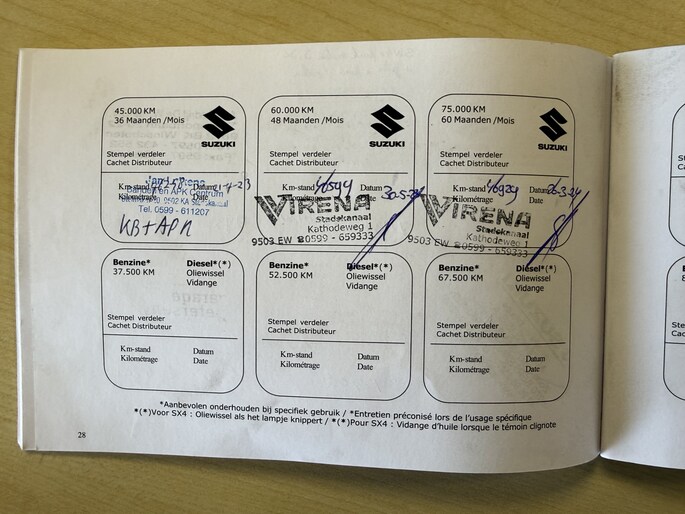 45.000 KM
36 Maanden /Mois
SUZUKI
Stempel verdeler
Cachet Distributeur
Km-stand Datum
en APK Centrum
Tel. 0599 - 611207
KB+APK
60.000 KM
48 Maanden /Mois
SUZUKI
Stempel verdeler
Cachet Distributeur
Km-stand Datum
Kilométrage Date
VIRENA
Stadskanaal
Kathodeweg 1
9503 EW 0599 - 659333
75.000 KM
60 Maanden /Mois
SUZUKI
Stempel verdeler
Cachet Distributeur
Km-stand 46929 Datum 26-3-24
Kilométrage Date
VIRENA
Stadskanaal
Kathodeweg 1
9503 EW 0599 - 659333
Benzine* Diesel*(*)
37.500 KM Oliewissel
Vidange
Stempel verdeler
Cachet Distributeur
Km-stand Datum
Kilométrage Date
Benzine* Diesel*(*)
52.500 KM Oliewissel
Vidange
Stempel verdeler
Cachet Distributeur
Km-stand Datum
Kilométrage Date
Benzine* Diesel*(*)
67.500 KM Oliewissel
Vidange
Stempel verdeler
Cachet Distributeur
Km-stand Datum
Kilométrage Date
*Aanbevolen onderhouden bij specifiek gebruik / *Entretien préconisé lors de l'usage spécifique
*(*)Voor SX4 : Oliewissel als het lampje knippert / *(*)Pour SX4 : Vidange d'huile lorsque le témoin clignote
28